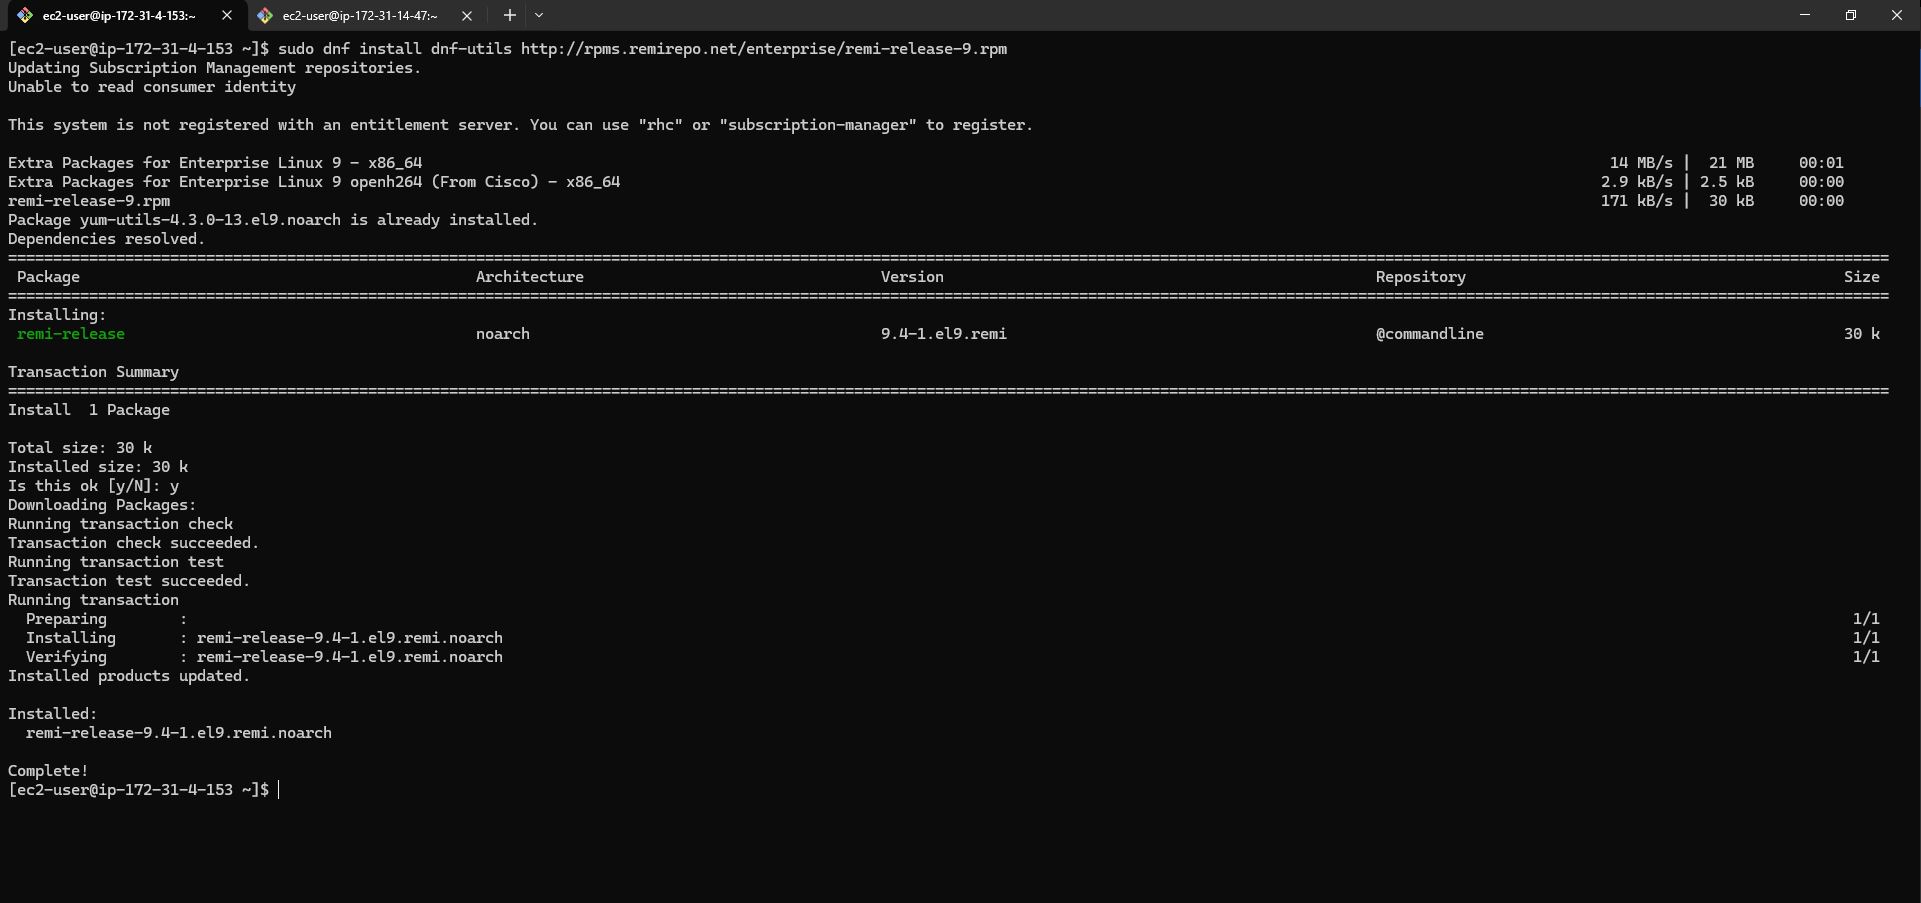 ec2-user@ip-172-31-4-153:~ ec2-user@ip-172-31-14-47:~
[ec2-user@ip-172-31-4-153 ~]$ sudo dnf install dnf-utils http://rpms.remirepo.net/enterprise/remi-release-9.rpm
Updating Subscription Management repositories.
Unable to read consumer identity
This system is not registered with an entitlement server. You can use "rhc" or "subscription-manager" to register.
Extra Packages for Enterprise Linux 9 - x86_64 14 MB/s | 21 MB 00:01
Extra Packages for Enterprise Linux 9 openh264 (From Cisco) - x86_64 2.9 kB/s | 2.5 kB 00:00
remi-release-9.rpm 171 kB/s | 30 kB 00:00
Package yum-utils-4.3.0-13.el9.noarch is already installed.
Dependencies resolved.
Package Architecture Version Repository Size
Installing:
remi-release noarch 9.4-1.el9.remi @commandline 30 k
Transaction Summary
Install 1 Package
Total size: 30 k
Installed size: 30 k
Is this ok [y/N]: y
Downloading Packages:
Running transaction check
Transaction check succeeded.
Running transaction test
Transaction test succeeded.
Running transaction
Preparing : 1/1
Installing : remi-release-9.4-1.el9.remi.noarch 1/1
Verifying : remi-release-9.4-1.el9.remi.noarch 1/1
Installed products updated.
Installed:
remi-release-9.4-1.el9.remi.noarch
Complete!
[ec2-user@ip-172-31-4-153 ~]$